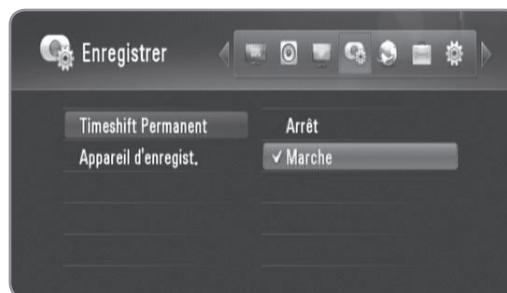 Enregistrer
Timeshift Permanent
Arrêt
Appareil d'enregist.
✓ Marche